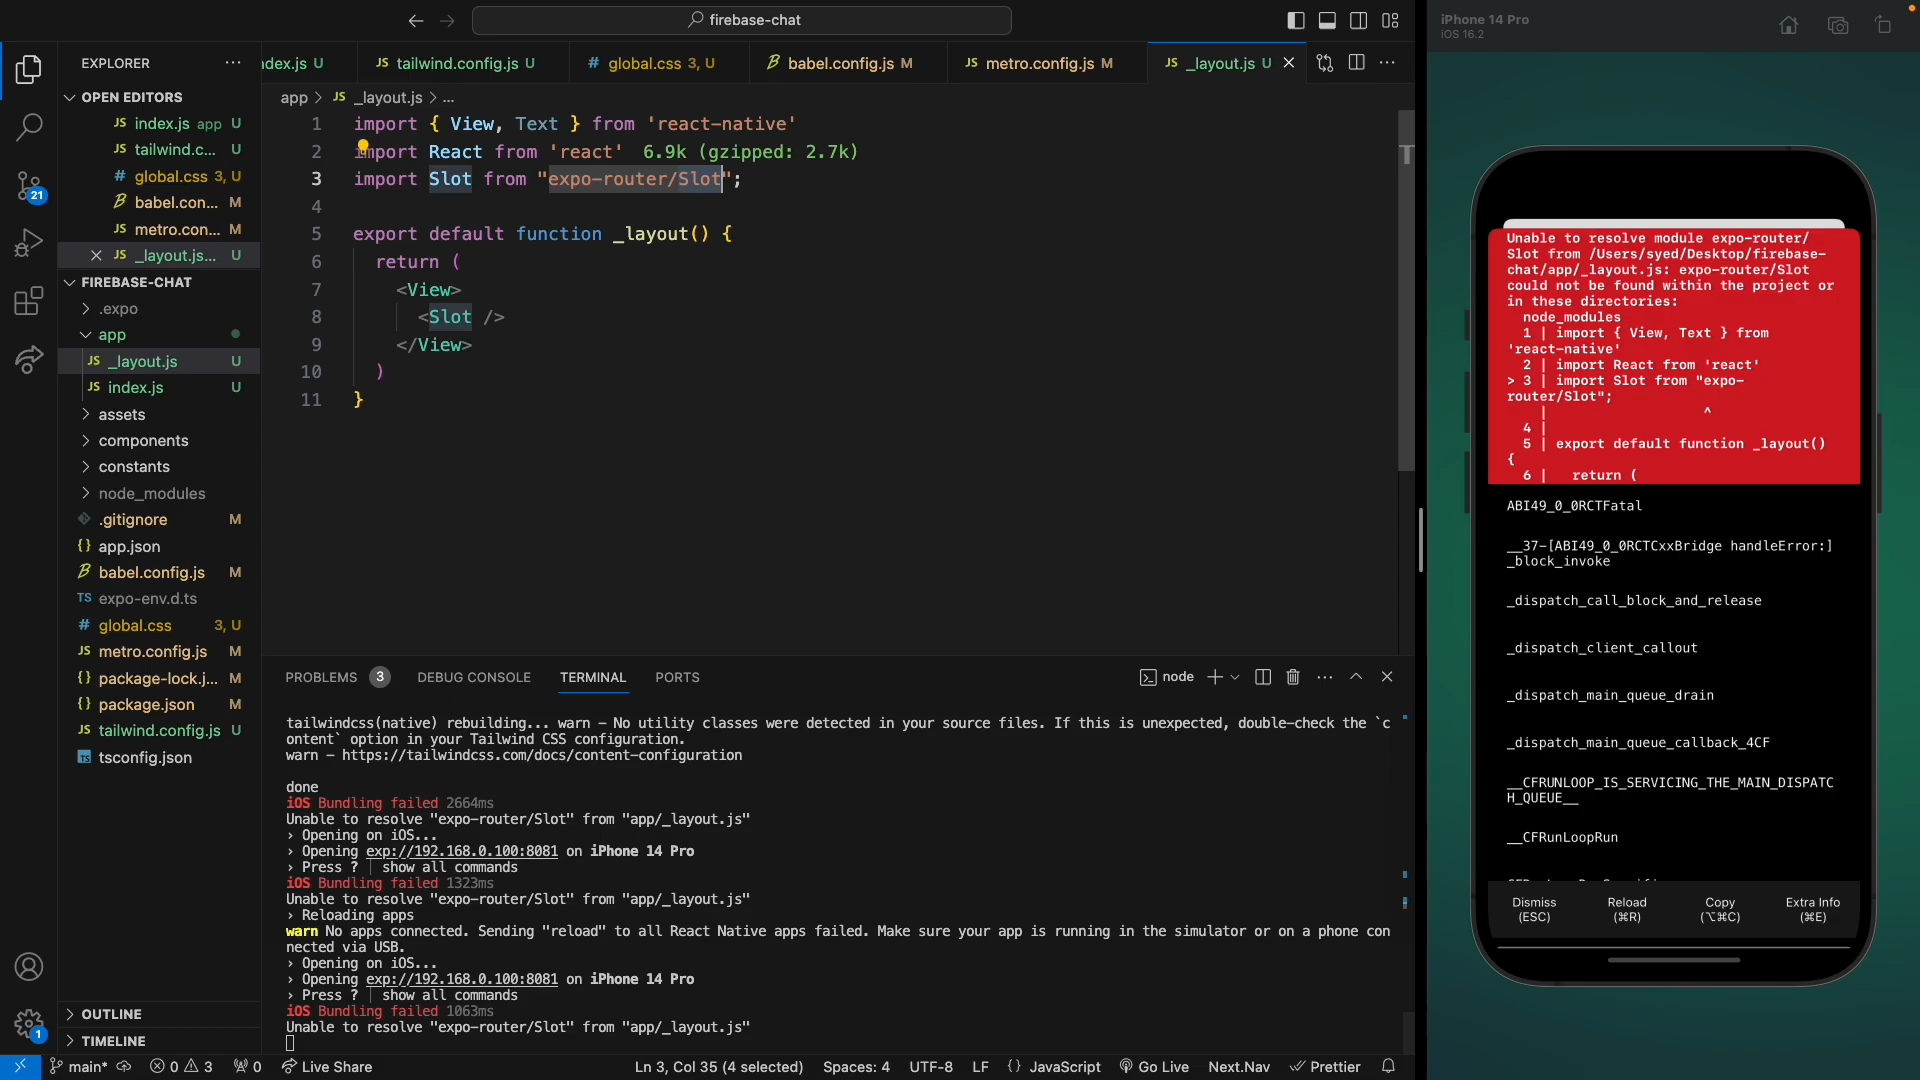 firebase-chat
EXPLORER
OPEN EDITORS
JS index.js app U
JS tailwind.c... U
# global.css 3, U
babel.con... M
JS metro.con... M
JS _layout.js... U
FIREBASE-CHAT
.expo
app
JS _layout.js U
JS index.js U
assets
components
constants
node_modules
.gitignore M
{} app.json
babel.config.js M
TS expo-env.d.ts
# global.css 3, U
JS metro.config.js M
{} package-lock.j... M
{} package.json M
JS tailwind.config.js U
tsconfig.json
OUTLINE
TIMELINE
21
1
ndex.js U
JS tailwind.config.js U
# global.css 3, U
babel.config.js M
JS metro.config.js M
JS _layout.js U
app > JS _layout.js > ...
1 import { View, Text } from 'react-native'
2 import React from 'react' 6.9k (gzipped: 2.7k)
3 import Slot from "expo-router/Slot";
4
5 export default function _layout() {
6 return (
7 <View>
8 <Slot />
9 </View>
10 )
11 }
PROBLEMS 3 DEBUG CONSOLE TERMINAL PORTS
node
tailwindcss(native) rebuilding... warn – No utility classes were detected in your source files. If this is unexpected, double-check the `c
ontent` option in your Tailwind CSS configuration.
warn – https://tailwindcss.com/docs/content-configuration
done
iOS Bundling failed 2664ms
Unable to resolve "expo-router/Slot" from "app/_layout.js"
› Opening on iOS...
› Opening exp://192.168.0.100:8081 on iPhone 14 Pro
› Press ? │ show all commands
iOS Bundling failed 1323ms
Unable to resolve "expo-router/Slot" from "app/_layout.js"
› Reloading apps
warn No apps connected. Sending "reload" to all React Native apps failed. Make sure your app is running in the simulator or on a phone con
nected via USB.
› Opening on iOS...
› Opening exp://192.168.0.100:8081 on iPhone 14 Pro
› Press ? │ show all commands
iOS Bundling failed 1063ms
Unable to resolve "expo-router/Slot" from "app/_layout.js"
main* 0 3 0 Live Share
Ln 3, Col 35 (4 selected) Spaces: 4 UTF-8 LF {} JavaScript Go Live Next.Nav Prettier
iPhone 14 Pro
iOS 16.2
Unable to resolve module expo-router/
Slot from /Users/syed/Desktop/firebase-
chat/app/_layout.js: expo-router/Slot
could not be found within the project or
in these directories:
node_modules
1 | import { View, Text } from
'react-native'
2 | import React from 'react'
> 3 | import Slot from "expo-
router/Slot";
| ^
4 |
5 | export default function _layout()
{
6 | return (
ABI49_0_0RCTFatal
__37-[ABI49_0_0RCTCxxBridge handleError:]
_block_invoke
_dispatch_call_block_and_release
_dispatch_client_callout
_dispatch_main_queue_drain
_dispatch_main_queue_callback_4CF
__CFRUNLOOP_IS_SERVICING_THE_MAIN_DISPATC
H_QUEUE__
__CFRunLoopRun
Dismiss
(ESC)
Reload
(⌘R)
Copy
(⌥⌘C)
Extra Info
(⌘E)